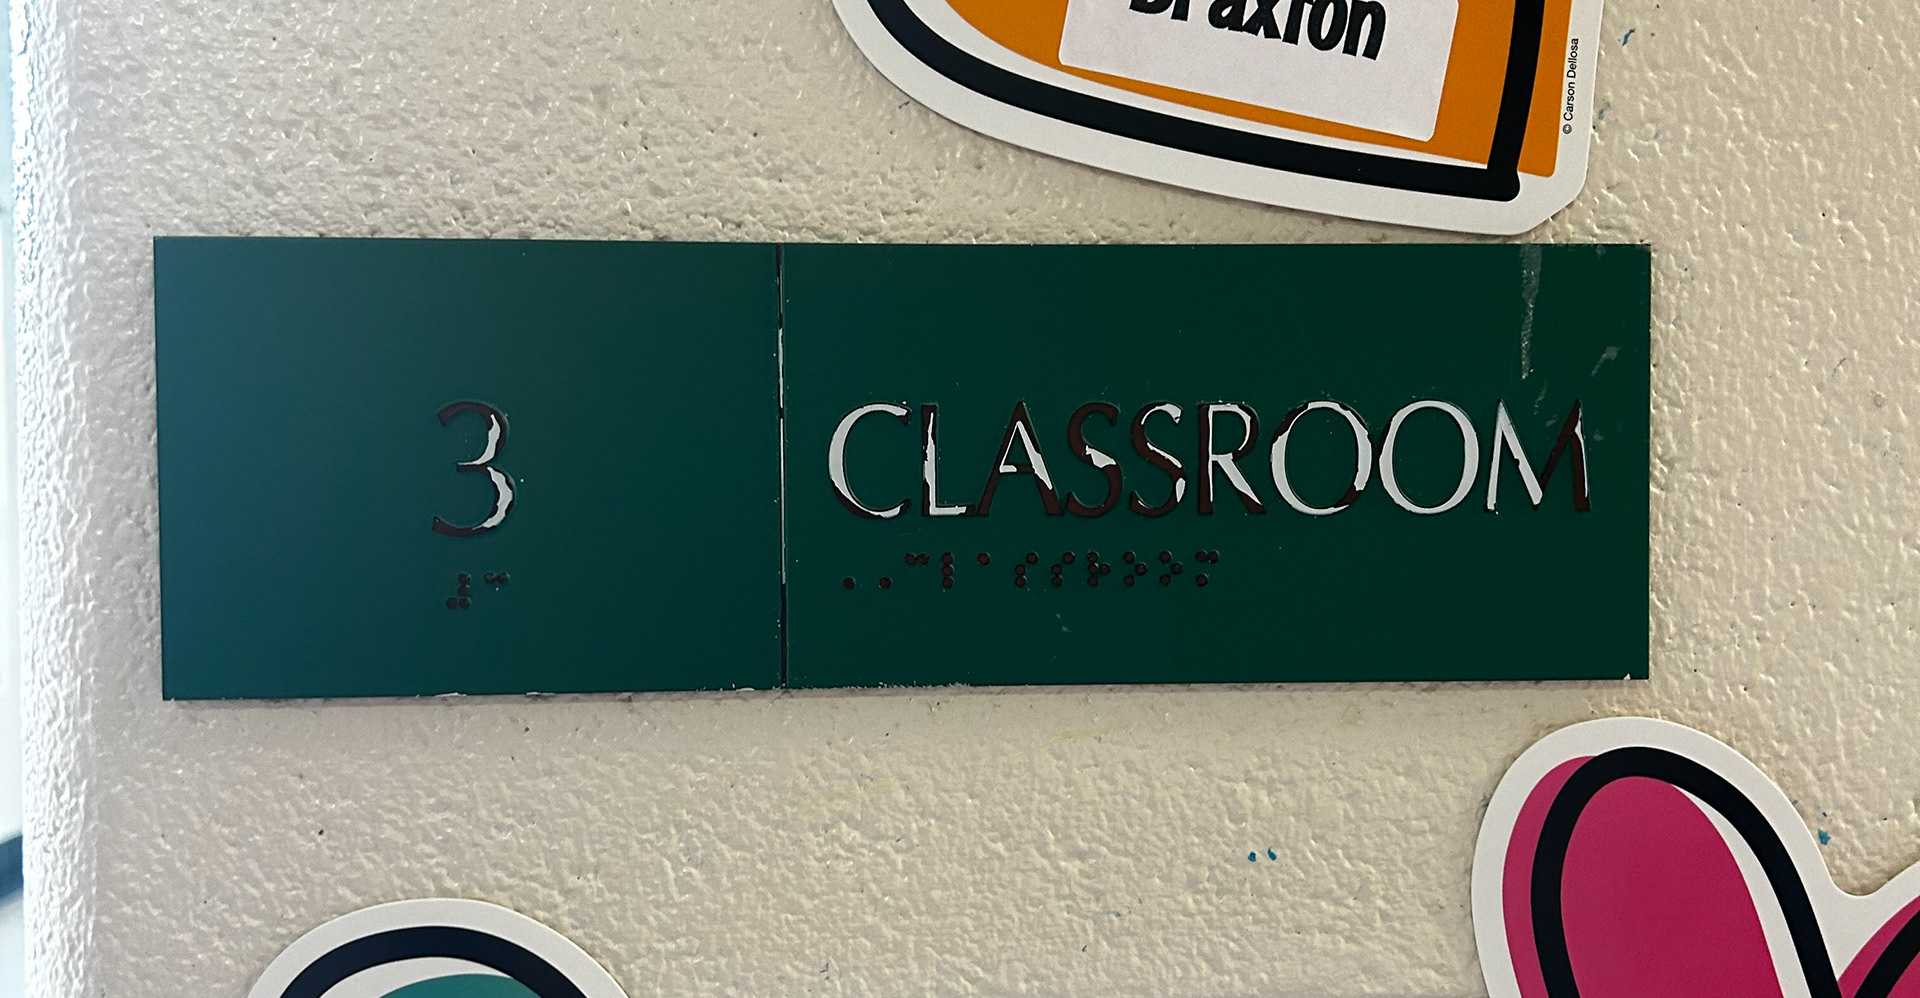 Braxton
© Carson Dellosa
3 CLASSROOM
⠼⠉ ⠠⠠⠉⠇⠁⠎⠎⠗⠕⠕⠍